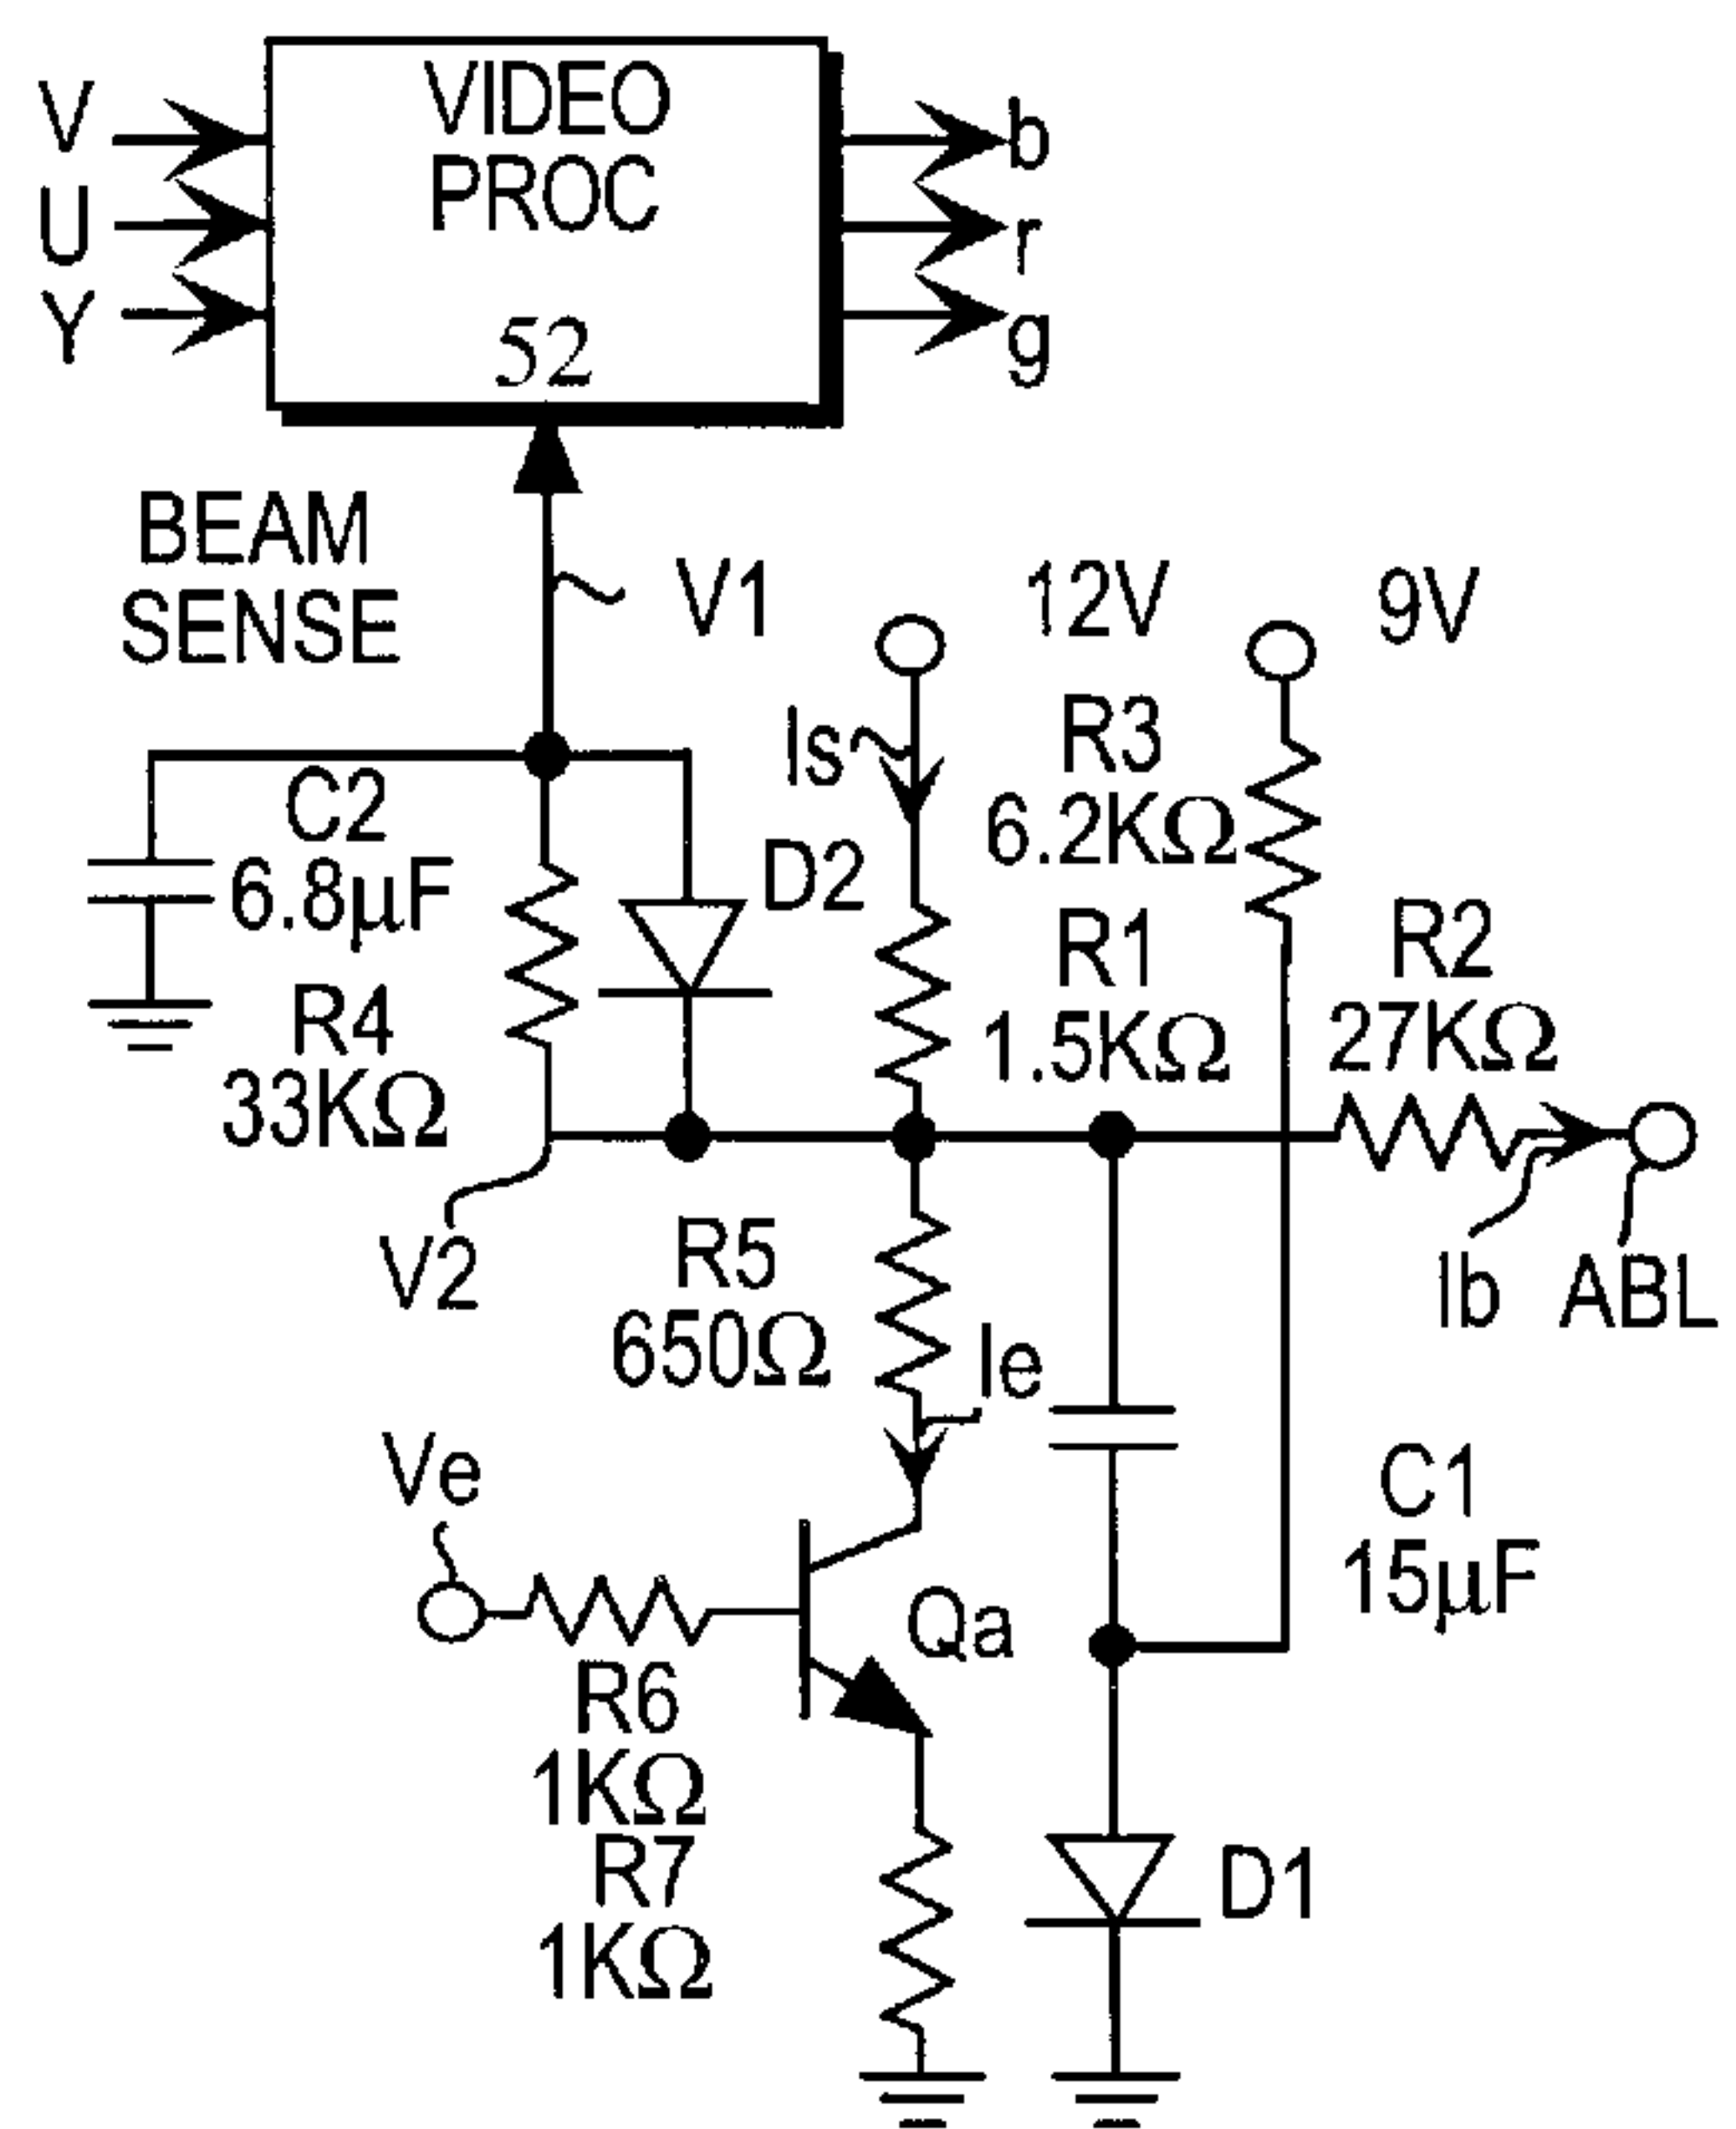 V
U
Y
VIDEO
PROC
52
b
r
g
BEAM
SENSE
V1
12V
9V
Is
R3
6.2KΩ
C2
6.8µF
D2
R1
1.5KΩ
R2
27KΩ
R4
33KΩ
V2
R5
650Ω
Ie
Ib ABL
Ve
C1
15µF
Qa
R6
1KΩ
R7
1KΩ
D1